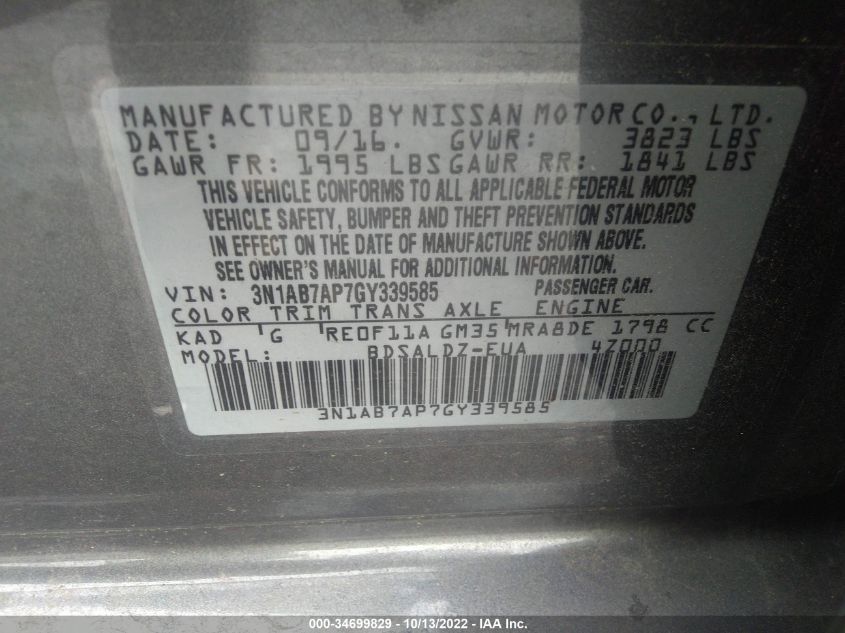 MANUFACTURED BY NISSAN MOTOR CO., LTD.
DATE: 09/16. GVWR: 3823 LBS
GAWR FR: 1995 LBS GAWR RR: 1841 LBS
THIS VEHICLE CONFORMS TO ALL APPLICABLE FEDERAL MOTOR
VEHICLE SAFETY, BUMPER AND THEFT PREVENTION STANDARDS
IN EFFECT ON THE DATE OF MANUFACTURE SHOWN ABOVE.
SEE OWNER'S MANUAL FOR ADDITIONAL INFORMATION.
VIN: 3N1AB7AP7GY339585 PASSENGER CAR.
COLOR TRIM TRANS AXLE ENGINE
KAD G RE0F11A GM35 MRA8DE 1798 CC
MODEL: BDSALDZ-EUA 4Z000
3N1AB7AP7GY339585
000-34699829 - 10/13/2022 - IAA Inc.